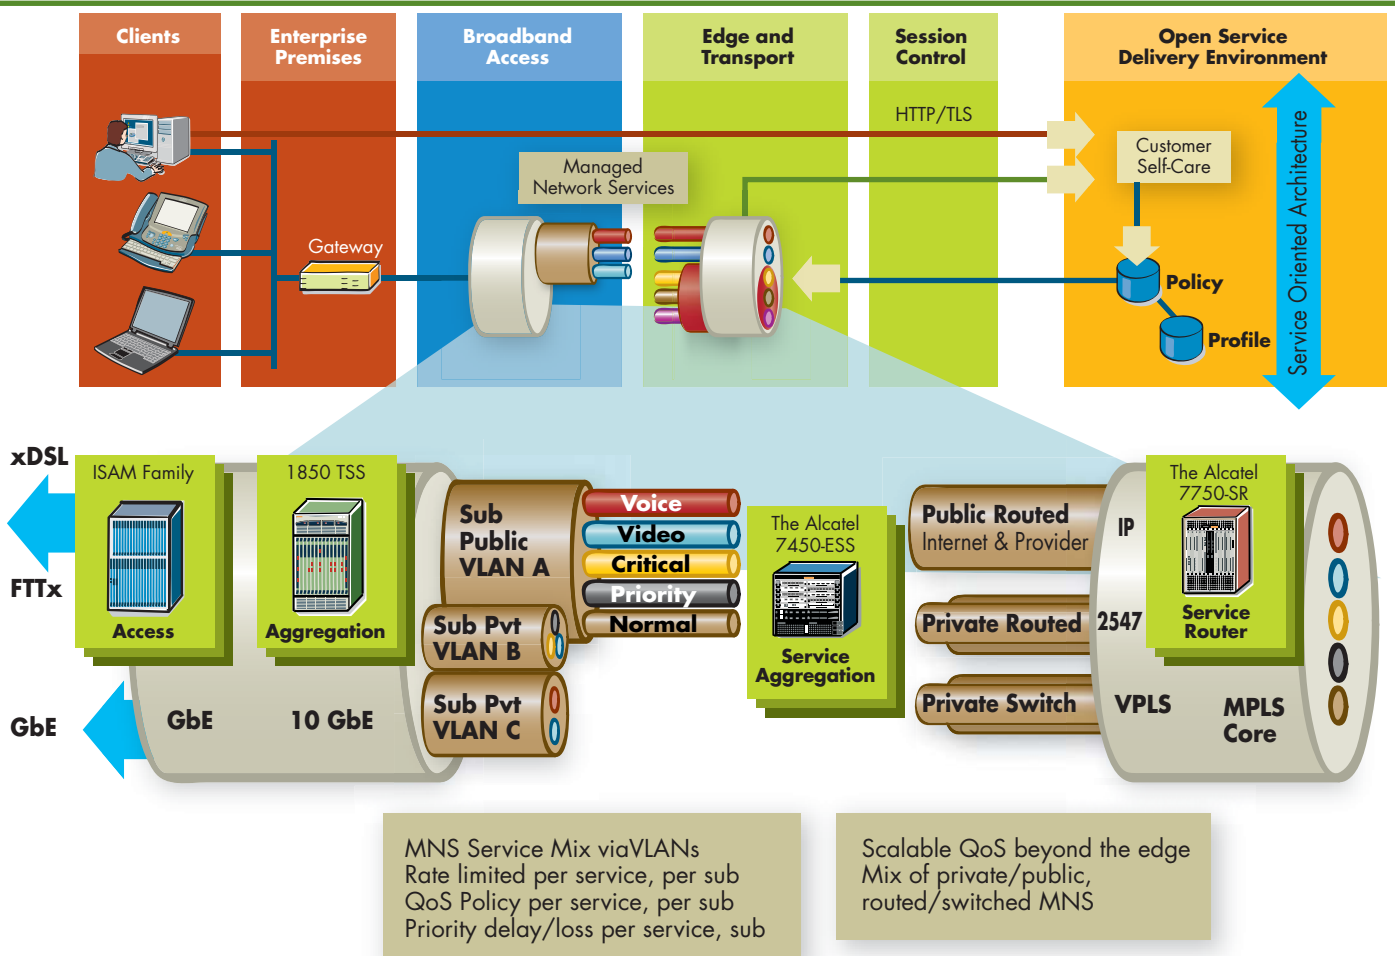 Clients
Enterprise
Premises
Broadband
Access
Edge and
Transport
Session
Control
Open Service
Delivery Environment
HTTP/TLS
Customer
Self-Care
Managed
Network Services
Gateway
Policy
Profile
Service Oriented Architecture
xDSL
FTTx
GbE
ISAM Family
Access
1850 TSS
Aggregation
GbE
10 GbE
Sub
Public
VLAN A
Sub Pvt
VLAN B
Sub Pvt
VLAN C
Voice
Video
Critical
Priority
Normal
The Alcatel
7450-ESS
Service
Aggregation
Public Routed
Internet & Provider
IP
Private Routed
2547
Private Switch
VPLS
The Alcatel
7750-SR
Service
Router
MPLS
Core
MNS Service Mix viaVLANs
Rate limited per service, per sub
QoS Policy per service, per sub
Priority delay/loss per service, sub
Scalable QoS beyond the edge
Mix of private/public,
routed/switched MNS